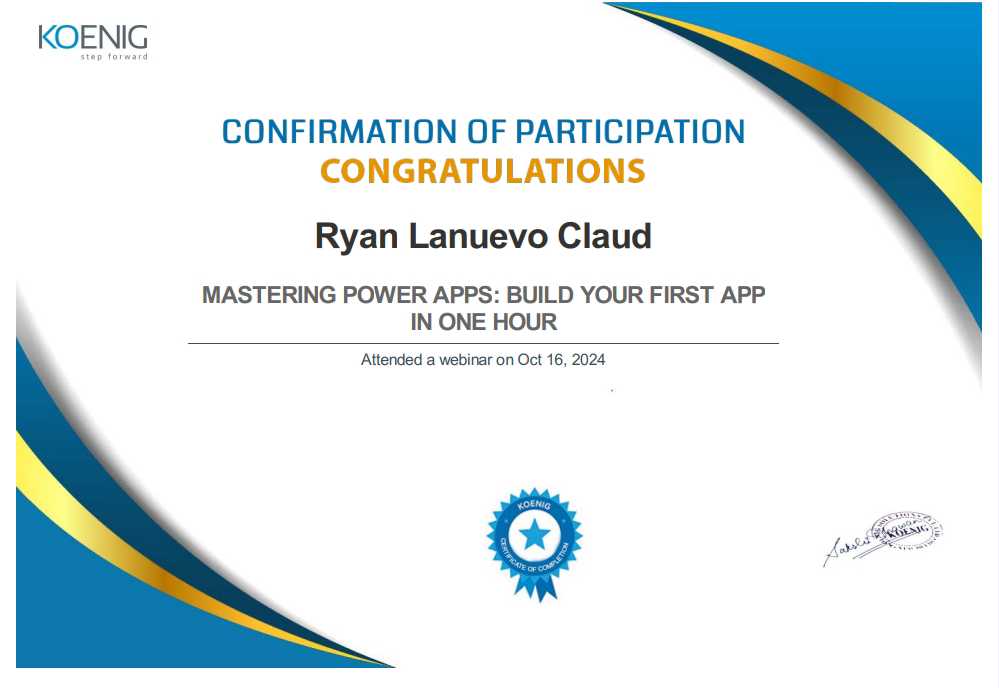 KOENIG
step forward
CONFIRMATION OF PARTICIPATION
CONGRATULATIONS
Ryan Lanuevo Claud
MASTERING POWER APPS: BUILD YOUR FIRST APP
IN ONE HOUR
Attended a webinar on Oct 16, 2024
KOENIG
CERTIFICATE OF COMPLETION
KOENIG